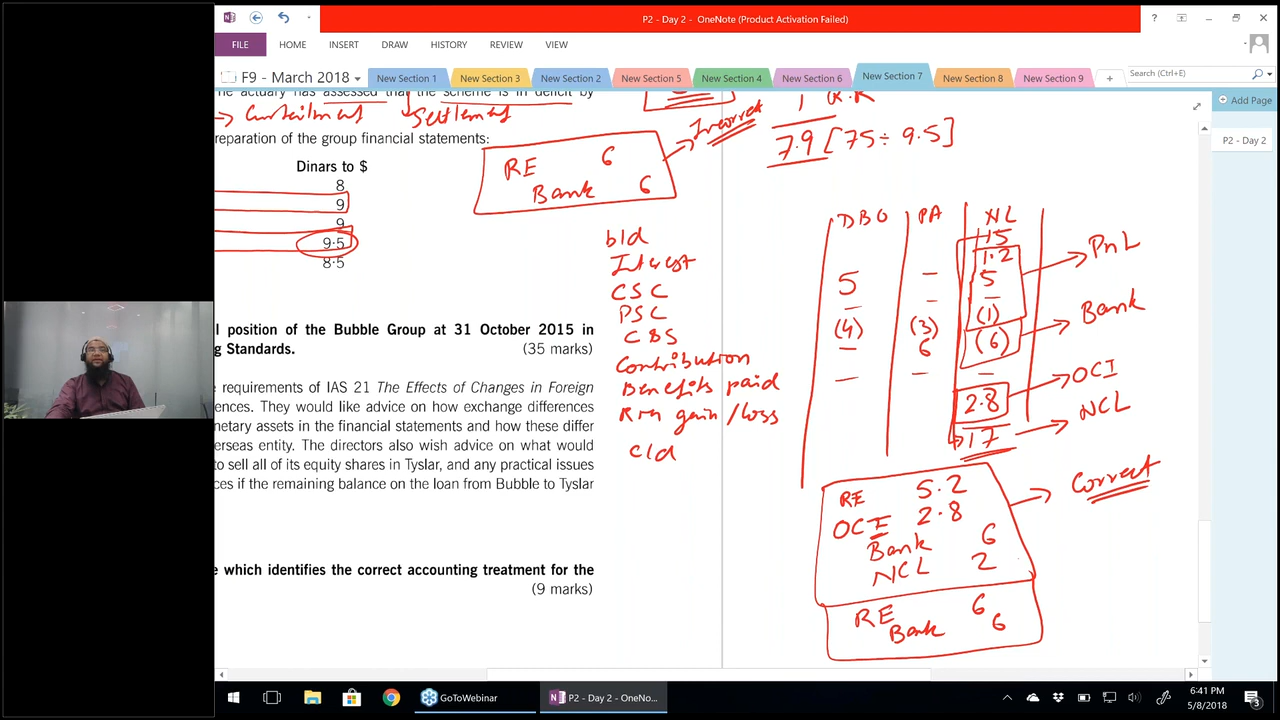 P2 - Day 2 - OneNote (Product Activation Failed)
FILE HOME INSERT DRAW HISTORY REVIEW VIEW
F9 - March 2018
New Section 1 New Section 3 New Section 2 New Section 5 New Section 4 New Section 6 New Section 7 New Section 8 New Section 9
Search (Ctrl+E)
Add Page
P2 - Day 2
the actuary has assessed that the scheme is in deficit by
Curtailment Settlement
reparation of the group financial statements:
Dinars to $
8
9
9
9·5
8·5
RE 6
Bank 6
Incorrect
1 R.R
7.9 [75 ÷ 9.5]
DBO PA NL
b/d 15
Interest 1.2
CSC 5 – 5
PSC – – –
CBS (4) (3) (1)
Contribution – 6 (6)
Benefits paid – – –
Rm gain/loss 2.8
c/d 17
PnL
Bank
OCI
NCL
RE 5.2
OCI 2.8
Bank 6
NCL 2
Correct
RE 6
Bank 6
l position of the Bubble Group at 31 October 2015 in
g Standards. (35 marks)
e requirements of IAS 21 The Effects of Changes in Foreign
ences. They would like advice on how exchange differences
netary assets in the financial statements and how these differ
erseas entity. The directors also wish advice on what would
to sell all of its equity shares in Tyslar, and any practical issues
ces if the remaining balance on the loan from Bubble to Tyslar
e which identifies the correct accounting treatment for the
(9 marks)
GoToWebinar
P2 - Day 2 - OneNo...
6:41 PM
5/8/2018
3